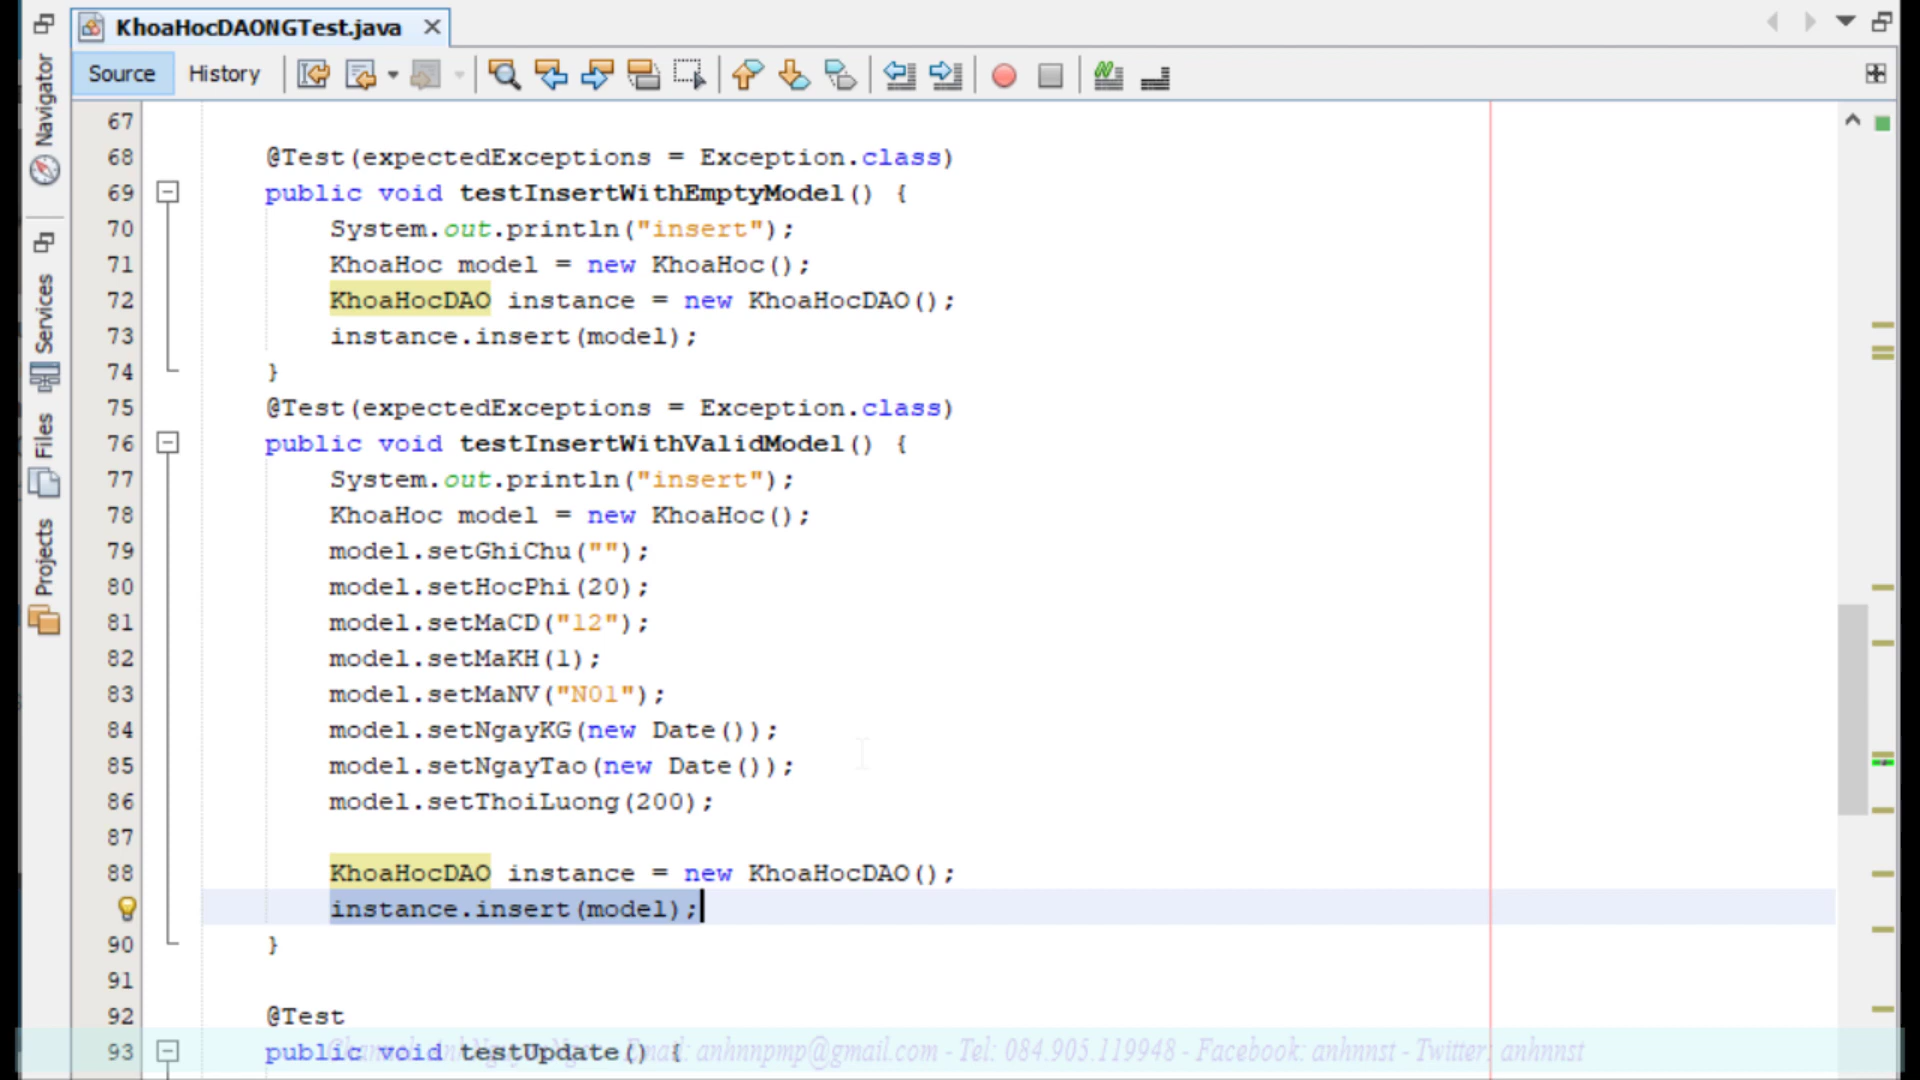 KhoaHocDAONGTest.java
Source History
Navigator
Services
Files
Projects
67
68 @Test(expectedExceptions = Exception.class)
69 public void testInsertWithEmptyModel() {
70 System.out.println("insert");
71 KhoaHoc model = new KhoaHoc();
72 KhoaHocDAO instance = new KhoaHocDAO();
73 instance.insert(model);
74 }
75 @Test(expectedExceptions = Exception.class)
76 public void testInsertWithValidModel() {
77 System.out.println("insert");
78 KhoaHoc model = new KhoaHoc();
79 model.setGhiChu("");
80 model.setHocPhi(20);
81 model.setMaCD("12");
82 model.setMaKH(1);
83 model.setMaNV("N01");
84 model.setNgayKG(new Date());
85 model.setNgayTao(new Date());
86 model.setThoiLuong(200);
87
88 KhoaHocDAO instance = new KhoaHocDAO();
instance.insert(model);
90 }
91
92 @Test
93 public void testUpdate() {
anhnnpmp@gmail.com - Tel: 084.905.119948 - Facebook: anhnnst - Twitter: anhnnst